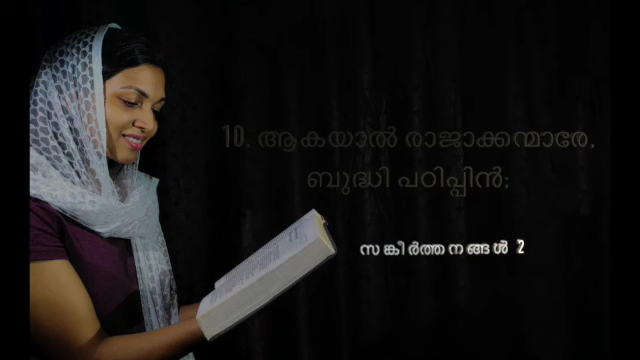 10. ആകയാൽ രാജാക്കന്മാരേ,
ബുദ്ധി പഠിപ്പിൻ;
സങ്കീർത്തനങ്ങൾ 2